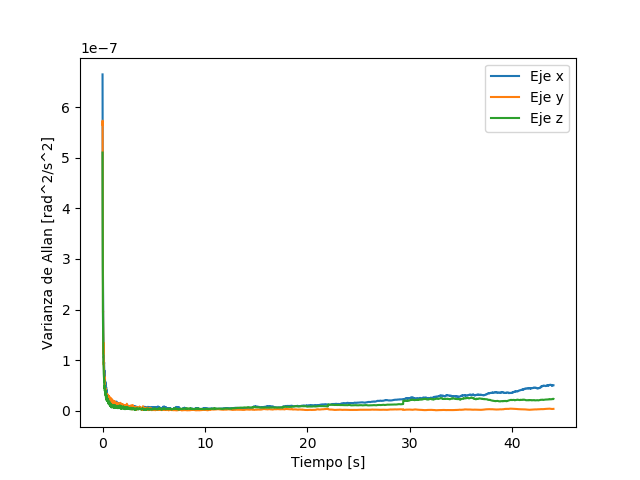 1e−7
Varianza de Allan [rad^2/s^2]
6
5
4
3
2
1
0
Eje x
Eje y
Eje z
0 10 20 30 40
Tiempo [s]